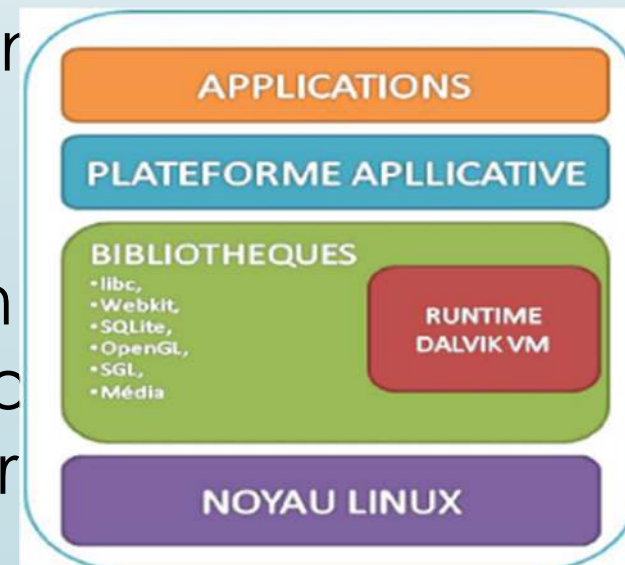 APPLICATIONS
PLATEFORME APLLICATIVE
BIBLIOTHEQUES
•libc,
•Webkit,
•SQLite,
•OpenGL,
•SGL,
•Média
RUNTIME
DALVIK VM
NOYAU LINUX